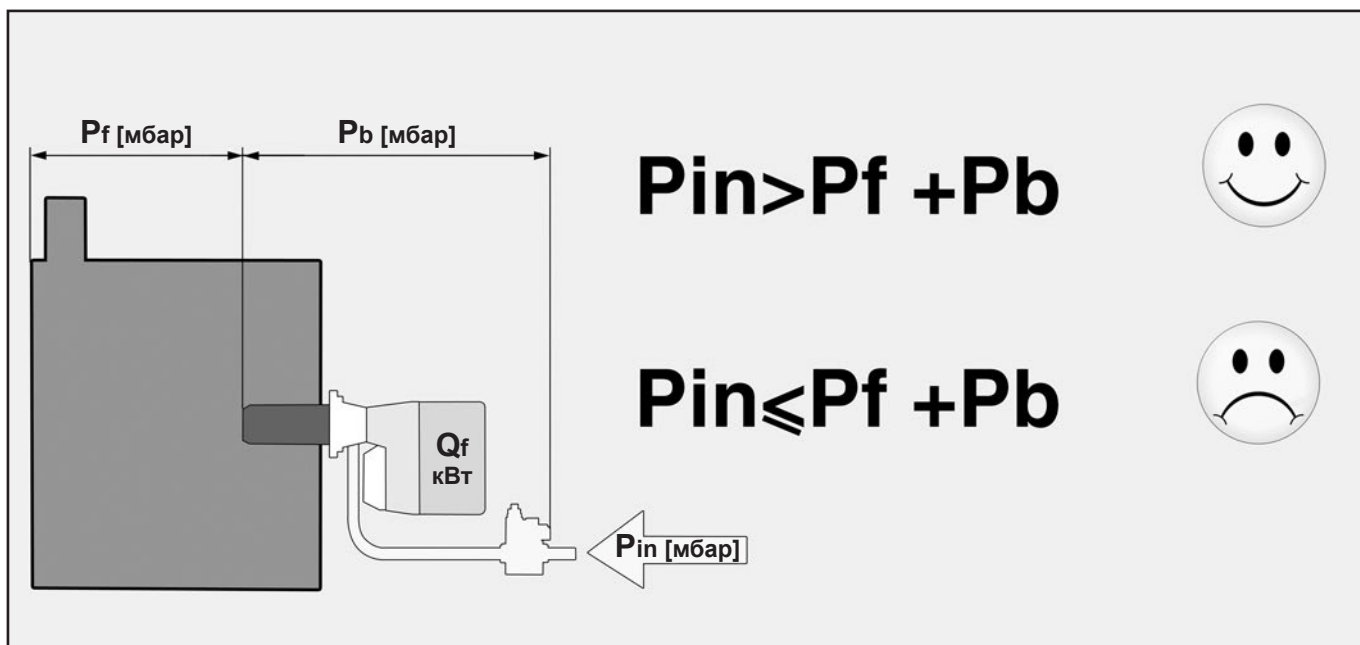 Pf [мбар]
Pb [мбар]
Pin>Pf +Pb
Pin⩽Pf +Pb
Qf
кВт
Pin [мбар]